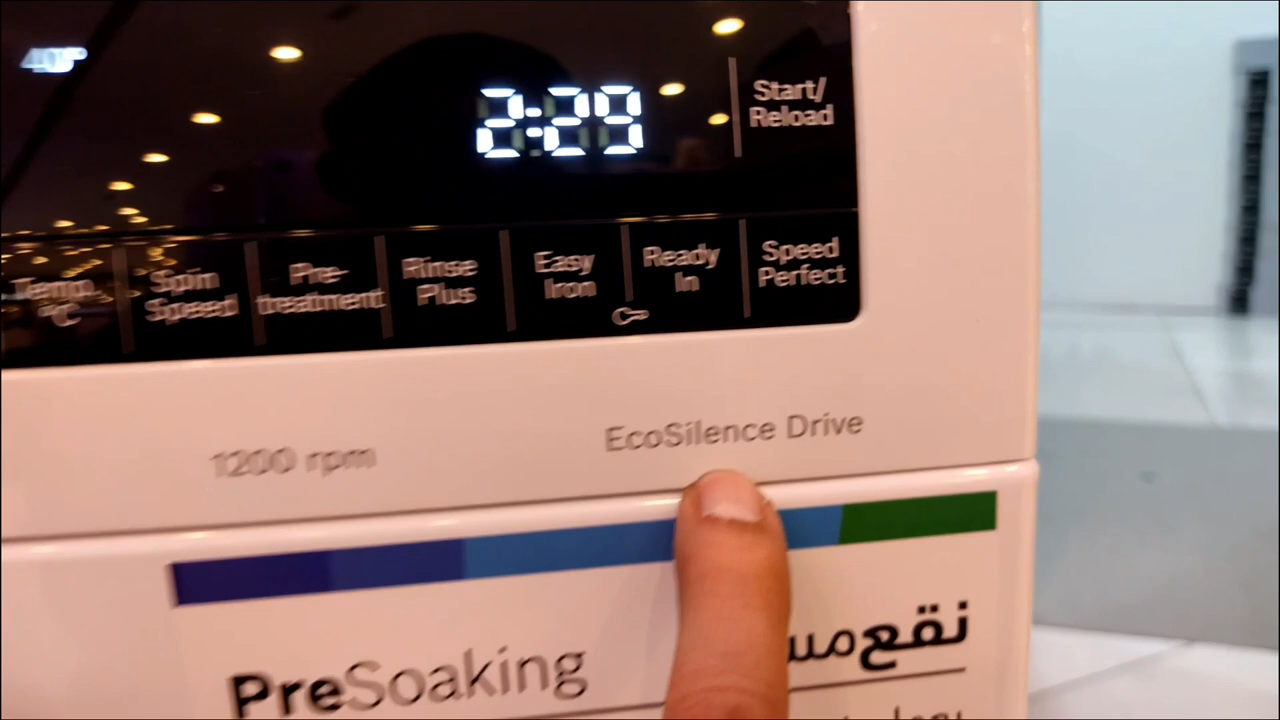 40°
2:29
Start/
Reload
Temp.
°C
Spin
Speed
Pre-
treatment
Rinse
Plus
Easy
Iron
Ready
In
Speed
Perfect
1200 rpm
EcoSilence Drive
PreSoaking
نقع